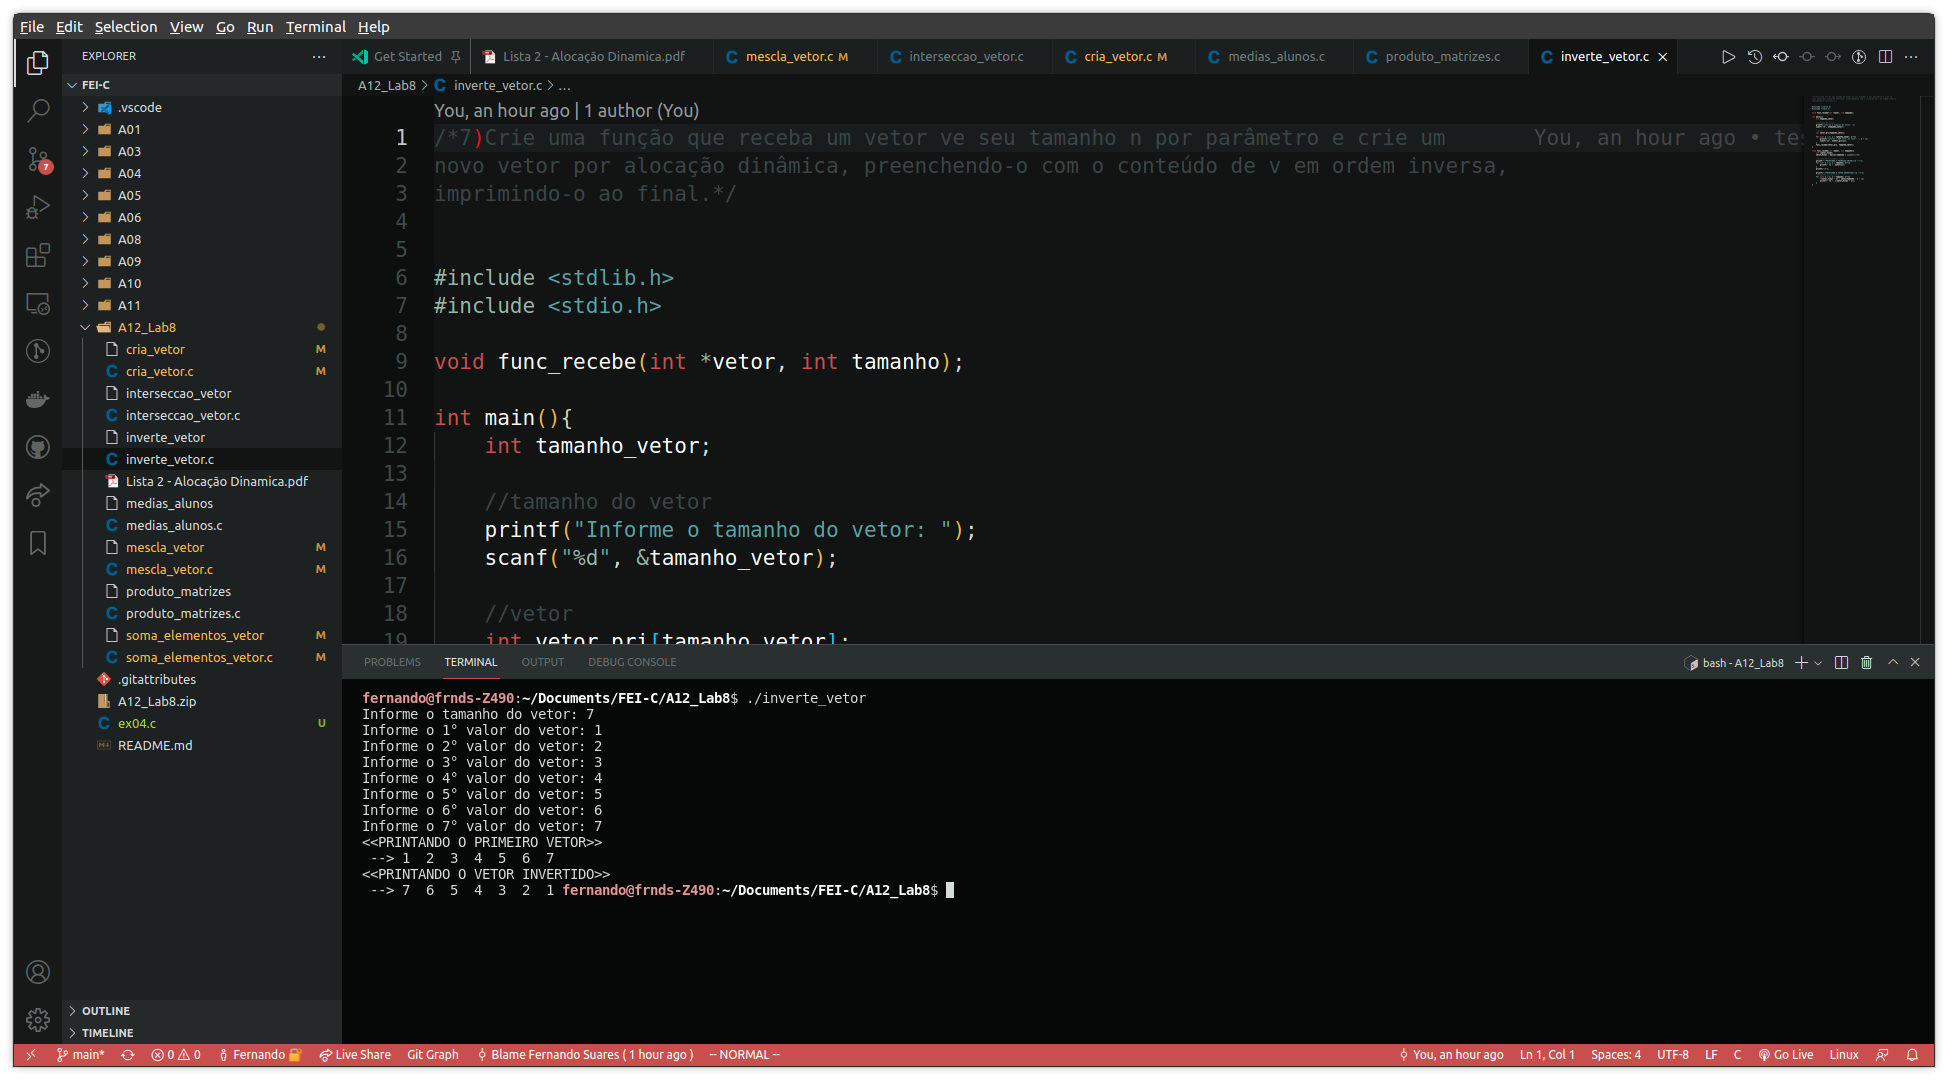 File Edit Selection View Go Run Terminal Help
EXPLORER
Get Started
Lista 2 - Alocação Dinamica.pdf
mescla_vetor.c M
interseccao_vetor.c
cria_vetor.c M
medias_alunos.c
produto_matrizes.c
inverte_vetor.c
FEI-C
.vscode
A01
A03
A04
A05
A06
A08
A09
A10
A11
A12_Lab8
cria_vetor M
cria_vetor.c M
interseccao_vetor
interseccao_vetor.c
inverte_vetor
inverte_vetor.c
Lista 2 - Alocação Dinamica.pdf
medias_alunos
medias_alunos.c
mescla_vetor M
mescla_vetor.c M
produto_matrizes
produto_matrizes.c
soma_elementos_vetor M
soma_elementos_vetor.c M
.gitattributes
A12_Lab8.zip
ex04.c U
README.md
OUTLINE
TIMELINE
7
A12_Lab8 > C inverte_vetor.c > ...
You, an hour ago | 1 author (You)
1 /*7)Crie uma função que receba um vetor ve seu tamanho n por parâmetro e crie um You, an hour ago • tes
2 novo vetor por alocação dinâmica, preenchendo-o com o conteúdo de v em ordem inversa,
3 imprimindo-o ao final.*/
4
5
6 #include <stdlib.h>
7 #include <stdio.h>
8
9 void func_recebe(int *vetor, int tamanho);
10
11 int main(){
12 int tamanho_vetor;
13
14 //tamanho do vetor
15 printf("Informe o tamanho do vetor: ");
16 scanf("%d", &tamanho_vetor);
17
18 //vetor
19 int vetor_pri[tamanho_vetor];
PROBLEMS TERMINAL OUTPUT DEBUG CONSOLE
bash - A12_Lab8
fernando@frnds-Z490:~/Documents/FEI-C/A12_Lab8$ ./inverte_vetor
Informe o tamanho do vetor: 7
Informe o 1° valor do vetor: 1
Informe o 2° valor do vetor: 2
Informe o 3° valor do vetor: 3
Informe o 4° valor do vetor: 4
Informe o 5° valor do vetor: 5
Informe o 6° valor do vetor: 6
Informe o 7° valor do vetor: 7
<<PRINTANDO O PRIMEIRO VETOR>>
--> 1 2 3 4 5 6 7
<<PRINTANDO O VETOR INVERTIDO>>
--> 7 6 5 4 3 2 1 fernando@frnds-Z490:~/Documents/FEI-C/A12_Lab8$
main* 0 0 Fernando Live Share Git Graph Blame Fernando Suares ( 1 hour ago ) -- NORMAL -- You, an hour ago Ln 1, Col 1 Spaces: 4 UTF-8 LF C Go Live Linux